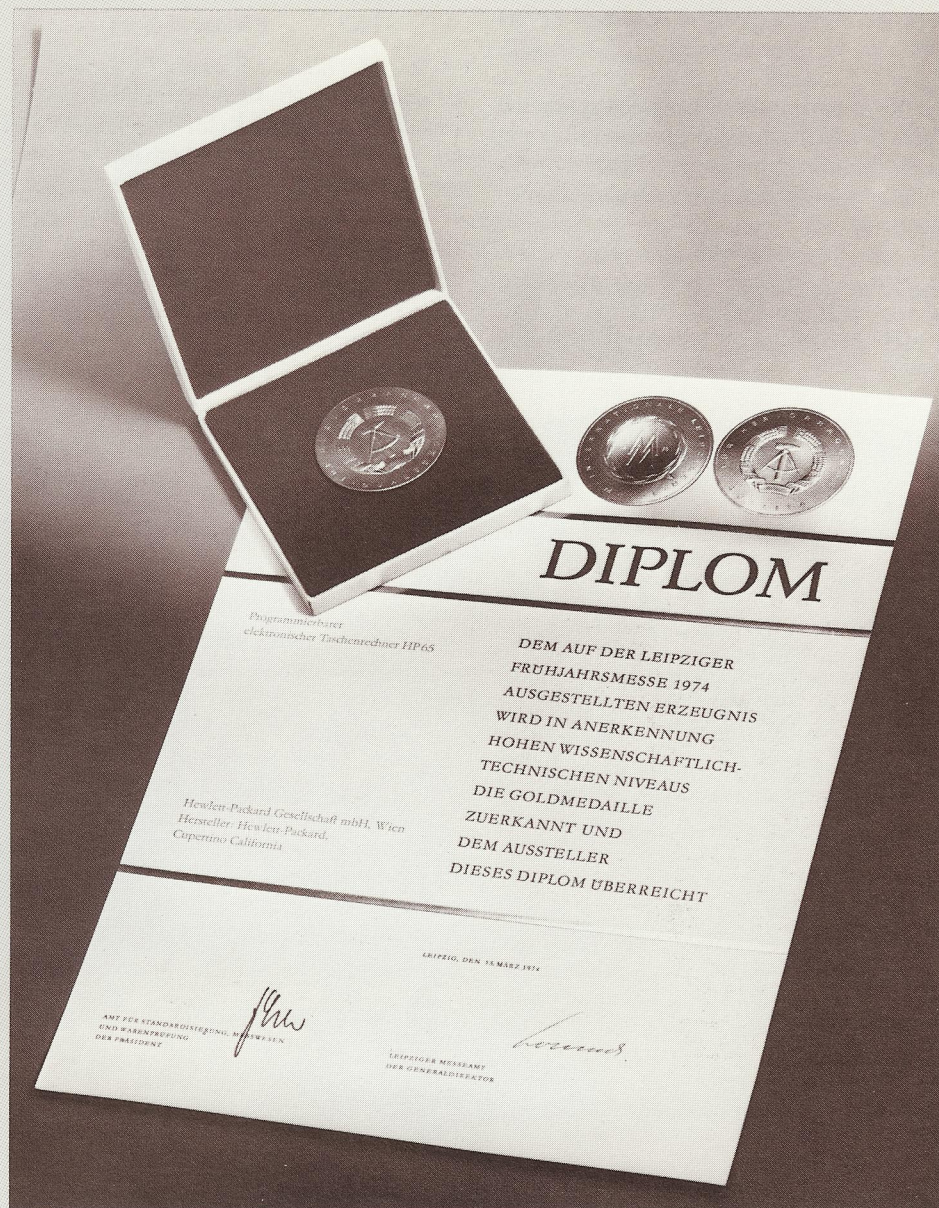 DIPLOM
Programmierbarer
elektronischer Taschenrechner HP 65
DEM AUF DER LEIPZIGER
FRÜHJAHRSMESSE 1974
AUSGESTELLTEN ERZEUGNIS
WIRD IN ANERKENNUNG
HOHEN WISSENSCHAFTLICH-
TECHNISCHEN NIVEAUS
DIE GOLDMEDAILLE
ZUERKANNT UND
DEM AUSSTELLER
DIESES DIPLOM ÜBERREICHT
Hewlett-Packard Gesellschaft mbH, Wien
Hersteller: Hewlett-Packard,
Cupertino California
LEIPZIG, DEN 15. MÄRZ 1974
AMT FÜR STANDARDISIERUNG, MESSWESEN
UND WARENPRÜFUNG
DER PRÄSIDENT
LEIPZIGER MESSEAMT
DER GENERALDIREKTOR